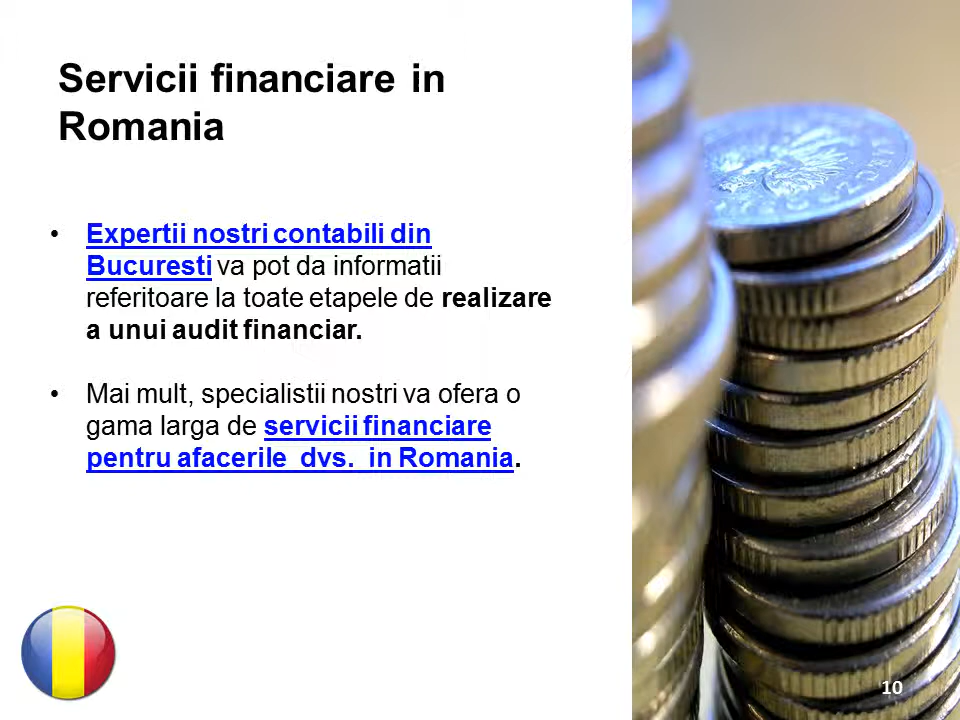 Servicii financiare in
Romania
• Expertii nostri contabili din
Bucuresti va pot da informatii
referitoare la toate etapele de realizare
a unui audit financiar.
• Mai mult, specialistii nostri va ofera o
gama larga de servicii financiare
pentru afacerile dvs. in Romania.
10